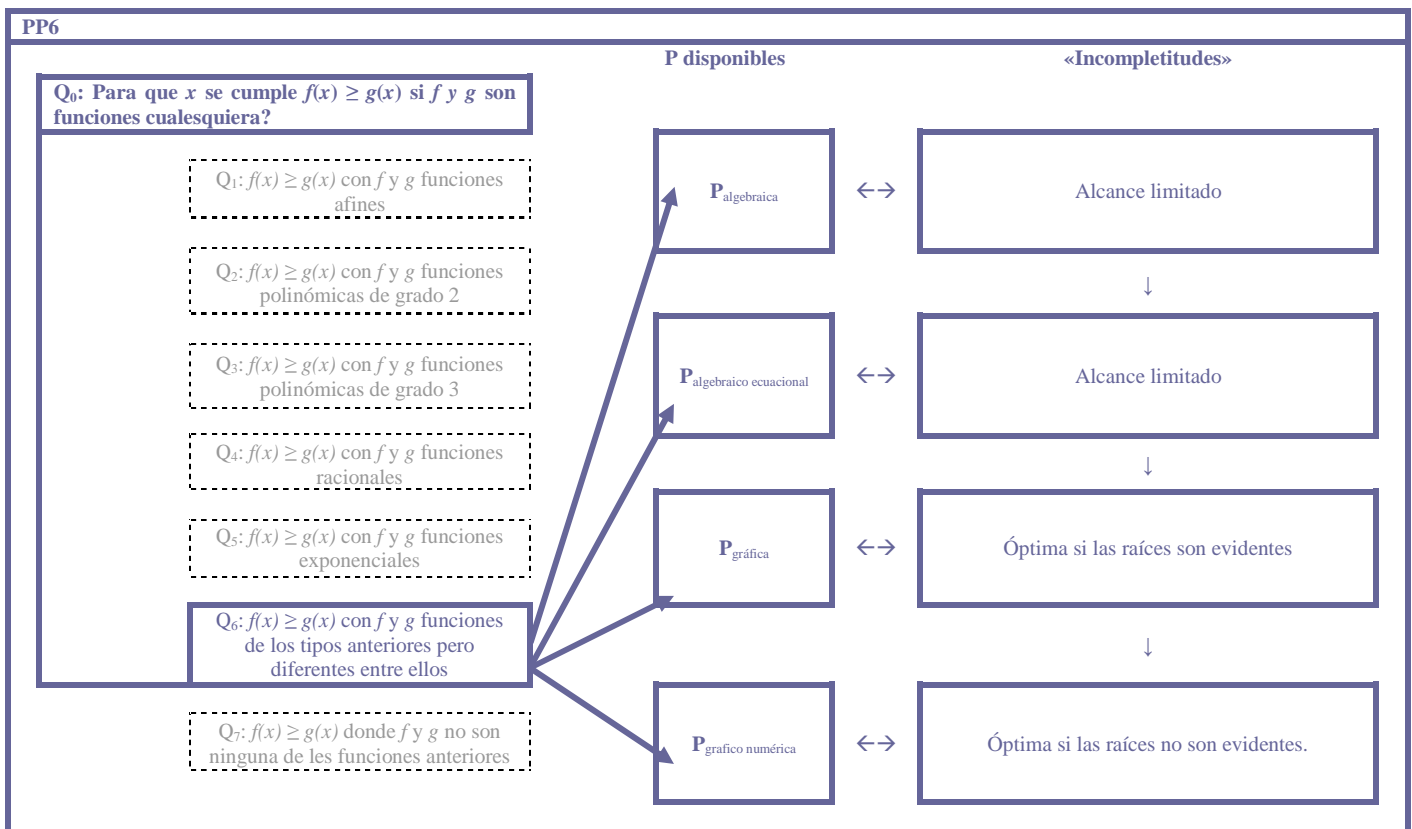 PP6
P disponibles
«Incompletitudes»
Q₀: Para que x se cumple f(x) ≥ g(x) si f y g son
funciones cualesquiera?
Q₁: f(x) ≥ g(x) con f y g funciones
afines
Q₂: f(x) ≥ g(x) con f y g funciones
polinómicas de grado 2
Q₃: f(x) ≥ g(x) con f y g funciones
polinómicas de grado 3
Q₄: f(x) ≥ g(x) con f y g funciones
racionales
Q₅: f(x) ≥ g(x) con f y g funciones
exponenciales
Q₆: f(x) ≥ g(x) con f y g funciones
de los tipos anteriores pero
diferentes entre ellos
Q₇: f(x) ≥ g(x) donde f y g no son
ninguna de les funciones anteriores
P algebraica
←→
Alcance limitado
↓
P algebraico ecuacional
←→
Alcance limitado
↓
P gráfica
←→
Óptima si las raíces son evidentes
↓
P grafico numérica
←→
Óptima si las raíces no son evidentes.